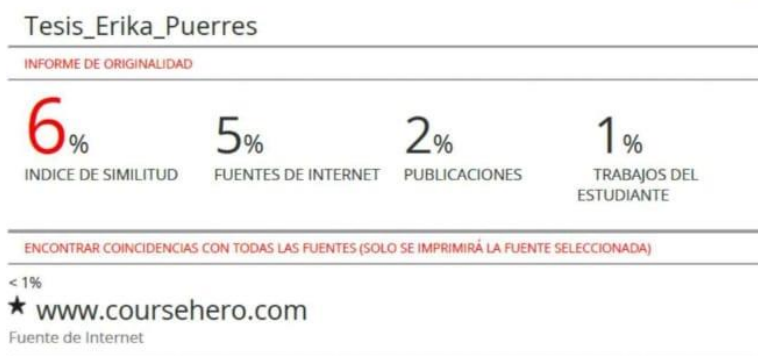 Tesis_Erika_Puerres
INFORME DE ORIGINALIDAD
6% 5% 2% 1%
INDICE DE SIMILITUD FUENTES DE INTERNET PUBLICACIONES TRABAJOS DEL
ESTUDIANTE
ENCONTRAR COINCIDENCIAS CON TODAS LAS FUENTES (SOLO SE IMPRIMIRÁ LA FUENTE SELECCIONADA)
< 1%
★ www.coursehero.com
Fuente de Internet